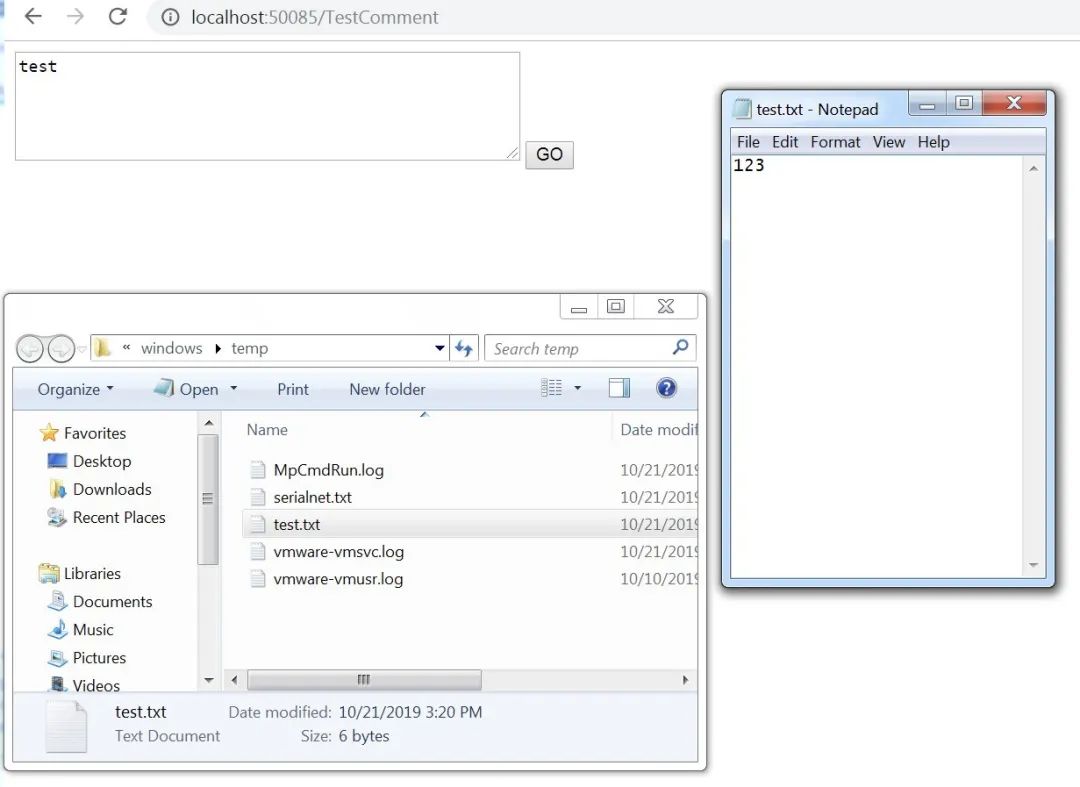 localhost:50085/TestComment
test
GO
test.txt - Notepad
File Edit Format View Help
123
« windows temp
Search temp
Organize Open Print New folder
Favorites
Desktop
Downloads
Recent Places
Libraries
Documents
Music
Pictures
Videos
Name Date modif
MpCmdRun.log 10/21/2019
serialnet.txt 10/21/2019
test.txt 10/21/2019
vmware-vmsvc.log 10/21/2019
vmware-vmusr.log 10/10/2019
test.txt Date modified: 10/21/2019 3:20 PM
Text Document Size: 6 bytes